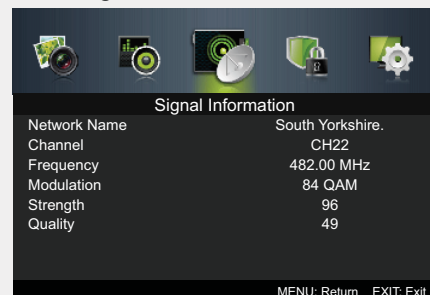 Signal Information
Network Name South Yorkshire.
Channel CH22
Frequency 482.00 MHz
Modulation 84 QAM
Strength 96
Quality 49
MENU: Return EXIT: Exit